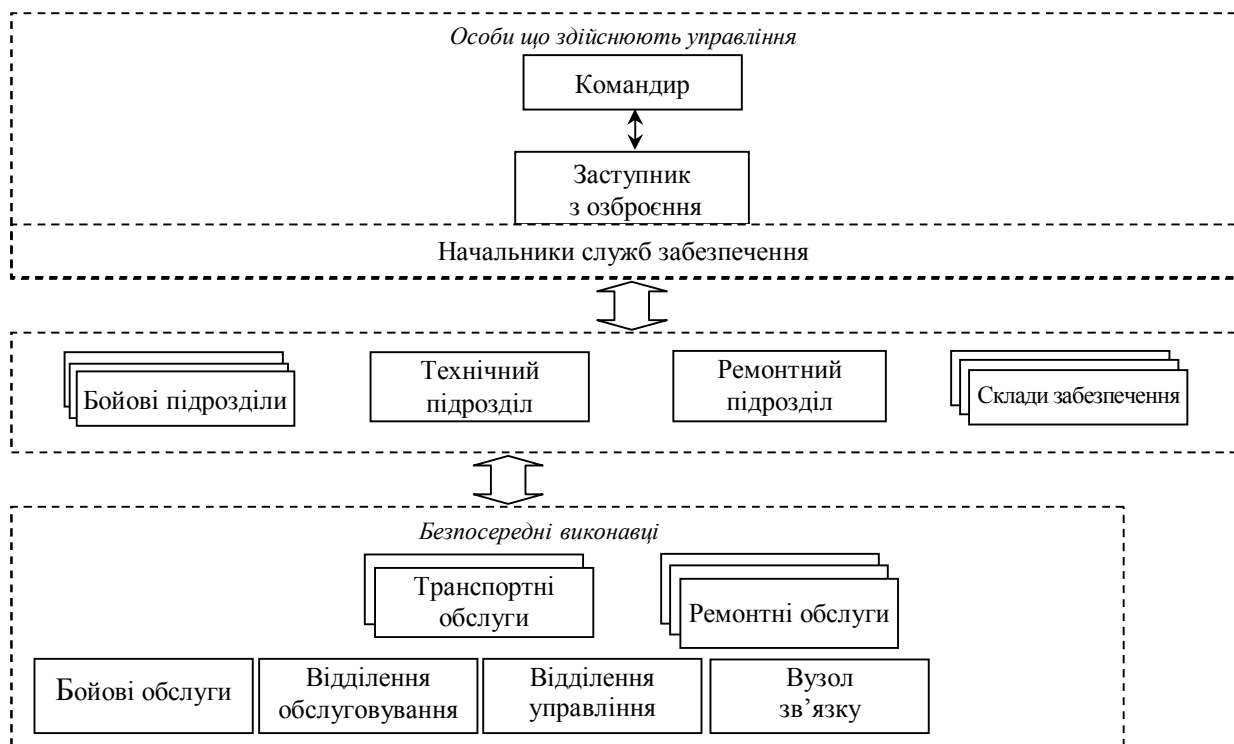 Особи що здійснюють управління
Командир
Заступник
з озброєння
Начальники служб забезпечення
Бойові підрозділи
Технічний
підрозділ
Ремонтний
підрозділ
Склади забезпечення
Безпосередні виконавці
Транспортні
обслуги
Ремонтні обслуги
Бойові обслуги
Відділення
обслуговування
Відділення
управління
Вузол
зв’язку